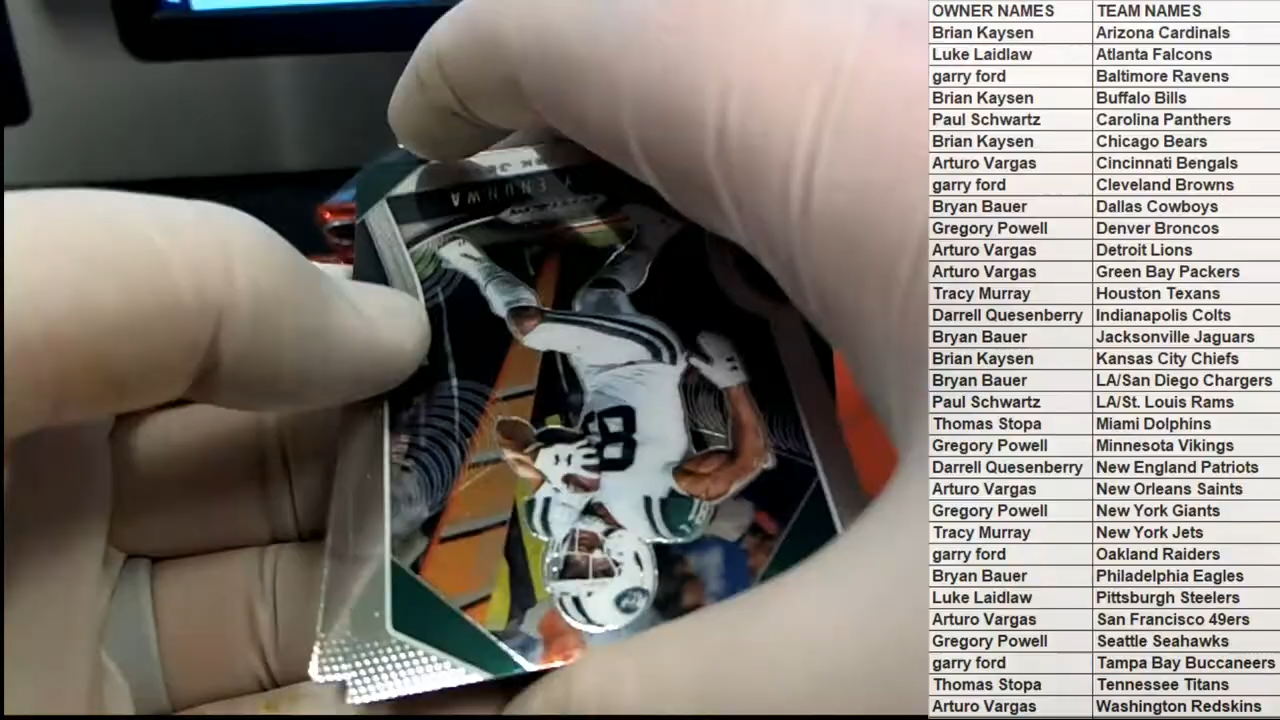 OWNER NAMES TEAM NAMES
Brian Kaysen Arizona Cardinals
Luke Laidlaw Atlanta Falcons
garry ford Baltimore Ravens
Brian Kaysen Buffalo Bills
Paul Schwartz Carolina Panthers
Brian Kaysen Chicago Bears
Arturo Vargas Cincinnati Bengals
garry ford Cleveland Browns
Bryan Bauer Dallas Cowboys
Gregory Powell Denver Broncos
Arturo Vargas Detroit Lions
Arturo Vargas Green Bay Packers
Tracy Murray Houston Texans
Darrell Quesenberry Indianapolis Colts
Bryan Bauer Jacksonville Jaguars
Brian Kaysen Kansas City Chiefs
Bryan Bauer LA/San Diego Chargers
Paul Schwartz LA/St. Louis Rams
Thomas Stopa Miami Dolphins
Gregory Powell Minnesota Vikings
Darrell Quesenberry New England Patriots
Arturo Vargas New Orleans Saints
Gregory Powell New York Giants
Tracy Murray New York Jets
garry ford Oakland Raiders
Bryan Bauer Philadelphia Eagles
Luke Laidlaw Pittsburgh Steelers
Arturo Vargas San Francisco 49ers
Gregory Powell Seattle Seahawks
garry ford Tampa Bay Buccaneers
Thomas Stopa Tennessee Titans
Arturo Vargas Washington Redskins
ENUNWA
8